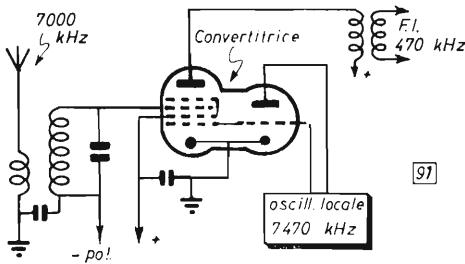 7000
kHz
Convertitrice
F.I.
470 kHz
+
91
oscill. locale
7470 kHz
- pol.
+